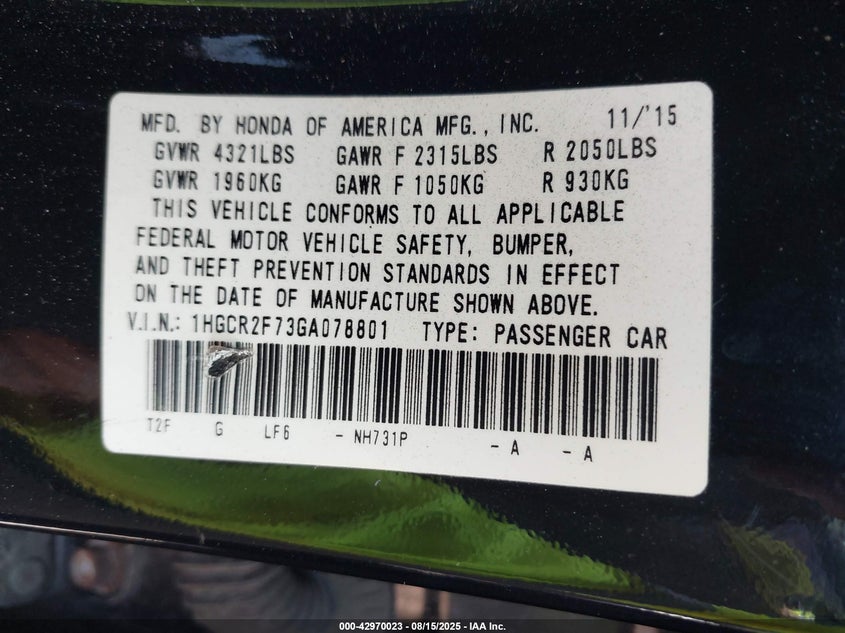 MFD. BY HONDA OF AMERICA MFG., INC. 11/'15
GVWR 4321LBS GAWR F 2315LBS R 2050LBS
GVWR 1960KG GAWR F 1050KG R 930KG
THIS VEHICLE CONFORMS TO ALL APPLICABLE
FEDERAL MOTOR VEHICLE SAFETY, BUMPER,
AND THEFT PREVENTION STANDARDS IN EFFECT
ON THE DATE OF MANUFACTURE SHOWN ABOVE.
V.I.N.: 1HGCR2F73GA078801 TYPE: PASSENGER CAR
T2F G LF6 - NH731P - A - A
000-42970023 - 08/15/2025 - IAA Inc.